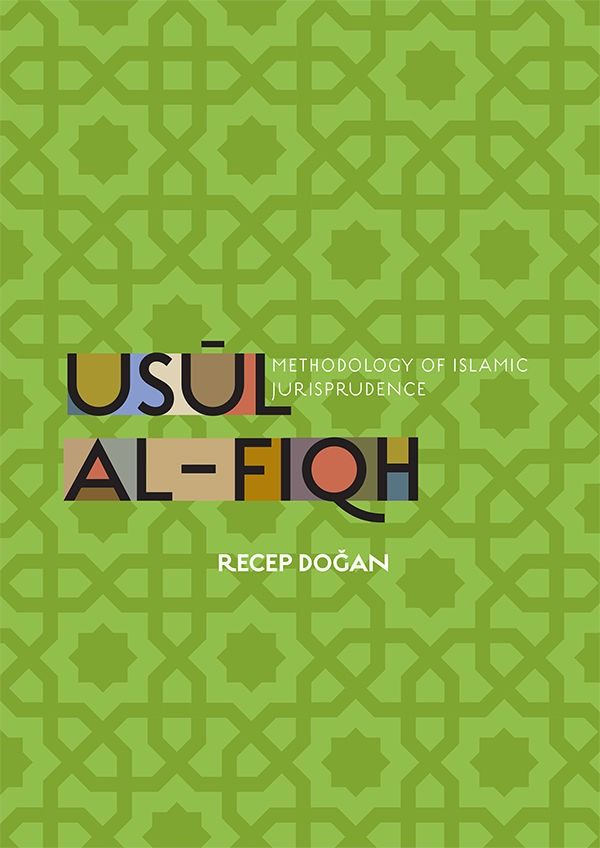 USŪL
METHODOLOGY OF ISLAMIC
JURISPRUDENCE
AL-FIQH
RECEP DOĞAN